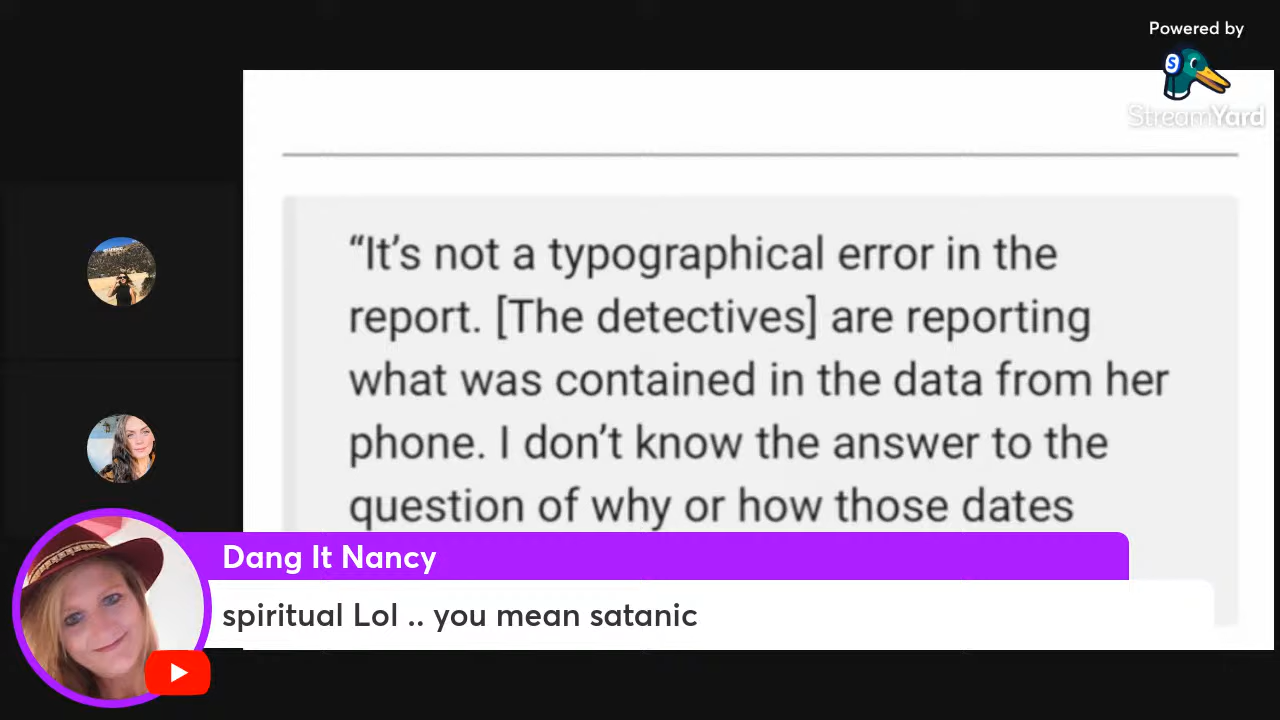 Powered by
StreamYard
“It’s not a typographical error in the
report. [The detectives] are reporting
what was contained in the data from her
phone. I don’t know the answer to the
question of why or how those dates
Dang It Nancy
spiritual Lol .. you mean satanic